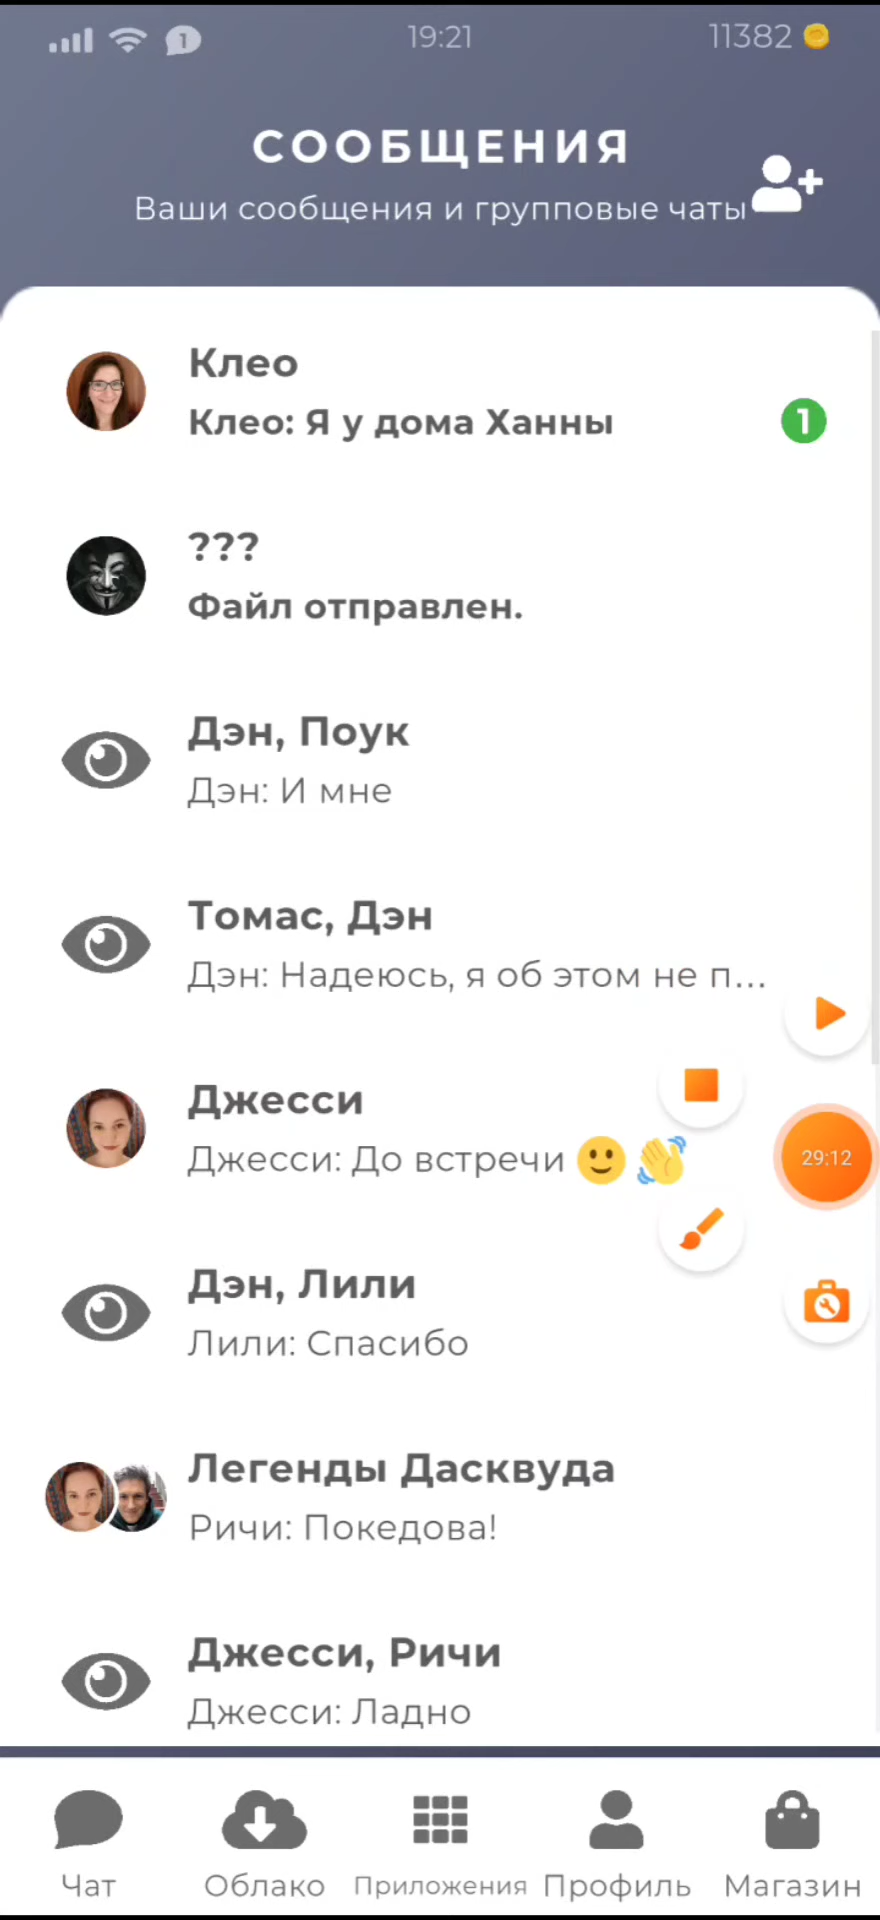 1
19:21
11382
СООБЩЕНИЯ
Ваши сообщения и групповые чаты
Клео
Клео: Я у дома Ханны
1
???
Файл отправлен.
Дэн, Поук
Дэн: И мне
Томас, Дэн
Дэн: Надеюсь, я об этом не п...
Джесси
Джесси: До встречи 🙂 👋
29:12
Дэн, Лили
Лили: Спасибо
Легенды Дасквуда
Ричи: Покедова!
Джесси, Ричи
Джесси: Ладно
Чат
Облако
Приложения
Профиль
Магазин